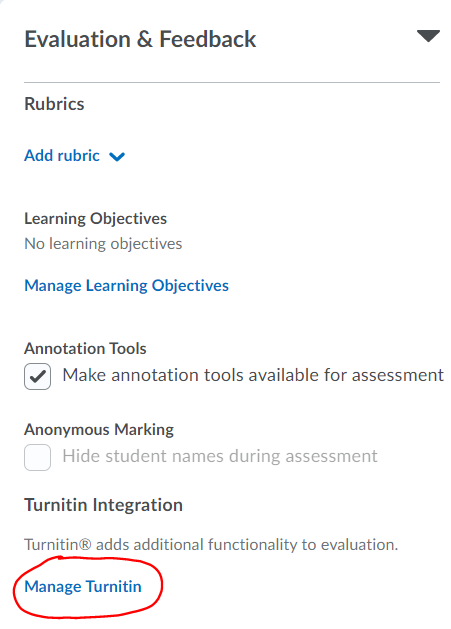 Evaluation & Feedback
Rubrics
Add rubric
Learning Objectives
No learning objectives
Manage Learning Objectives
Annotation Tools
Make annotation tools available for assessment
Anonymous Marking
Hide student names during assessment
Turnitin Integration
Turnitin® adds additional functionality to evaluation.
Manage Turnitin